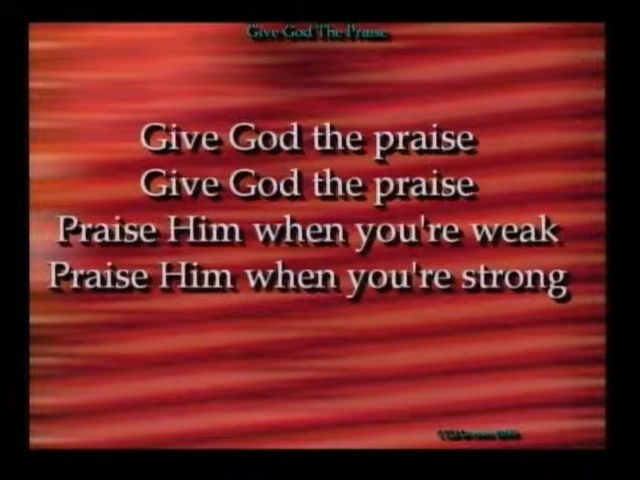 Give God The Praise
Give God the praise
Give God the praise
Praise Him when you're weak
Praise Him when you're strong